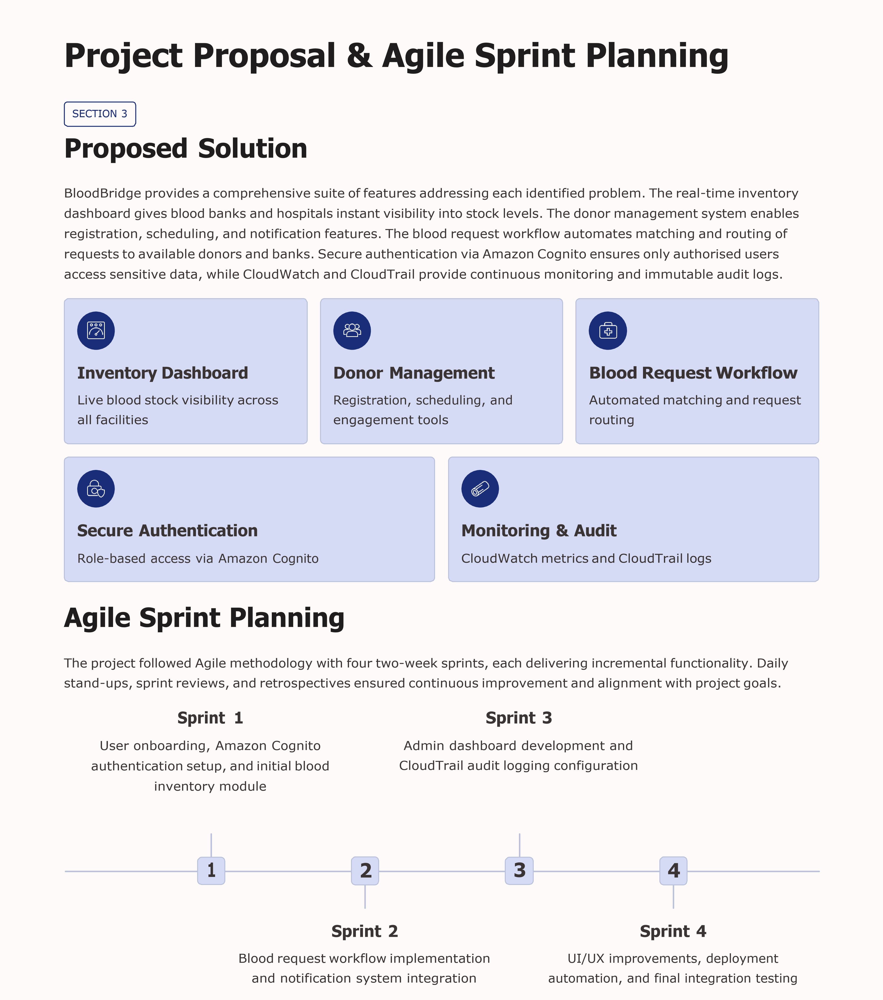 Project Proposal & Agile Sprint Planning
SECTION 3
Proposed Solution
BloodBridge provides a comprehensive suite of features addressing each identified problem. The real-time inventory
dashboard gives blood banks and hospitals instant visibility into stock levels. The donor management system enables
registration, scheduling, and notification features. The blood request workflow automates matching and routing of
requests to available donors and banks. Secure authentication via Amazon Cognito ensures only authorised users
access sensitive data, while CloudWatch and CloudTrail provide continuous monitoring and immutable audit logs.
Inventory Dashboard
Live blood stock visibility across
all facilities
Donor Management
Registration, scheduling, and
engagement tools
Blood Request Workflow
Automated matching and request
routing
Secure Authentication
Role-based access via Amazon Cognito
Monitoring & Audit
CloudWatch metrics and CloudTrail logs
Agile Sprint Planning
The project followed Agile methodology with four two-week sprints, each delivering incremental functionality. Daily
stand-ups, sprint reviews, and retrospectives ensured continuous improvement and alignment with project goals.
Sprint 1
User onboarding, Amazon Cognito
authentication setup, and initial blood
inventory module
Sprint 3
Admin dashboard development and
CloudTrail audit logging configuration
1
2
3
4
Sprint 2
Blood request workflow implementation
and notification system integration
Sprint 4
UI/UX improvements, deployment
automation, and final integration testing